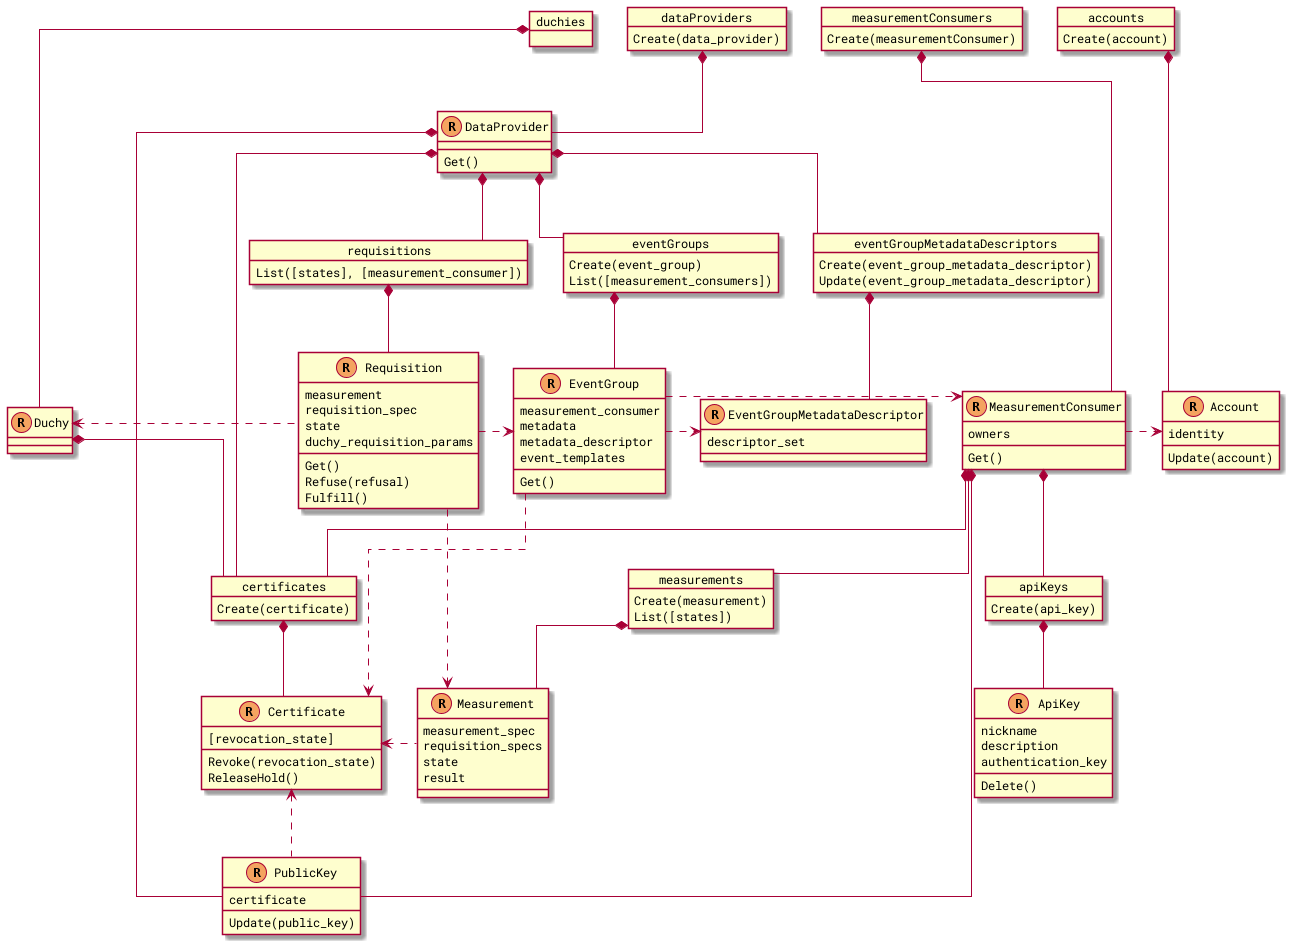 duchies
dataProviders
Create(data_provider)
measurementConsumers
Create(measurementConsumer)
accounts
Create(account)
R DataProvider
Get()
requisitions
List([states], [measurement_consumer])
eventGroups
Create(event_group)
List([measurement_consumers])
eventGroupMetadataDescriptors
Create(event_group_metadata_descriptor)
Update(event_group_metadata_descriptor)
R Duchy
R Requisition
measurement
requisition_spec
state
duchy_requisition_params
Get()
Refuse(refusal)
Fulfill()
R EventGroup
measurement_consumer
metadata
metadata_descriptor
event_templates
Get()
R EventGroupMetadataDescriptor
descriptor_set
R MeasurementConsumer
owners
Get()
R Account
identity
Update(account)
certificates
Create(certificate)
measurements
Create(measurement)
List([states])
apiKeys
Create(api_key)
R Certificate
[revocation_state]
Revoke(revocation_state)
ReleaseHold()
R Measurement
measurement_spec
requisition_specs
state
result
R ApiKey
nickname
description
authentication_key
Delete()
R PublicKey
certificate
Update(public_key)